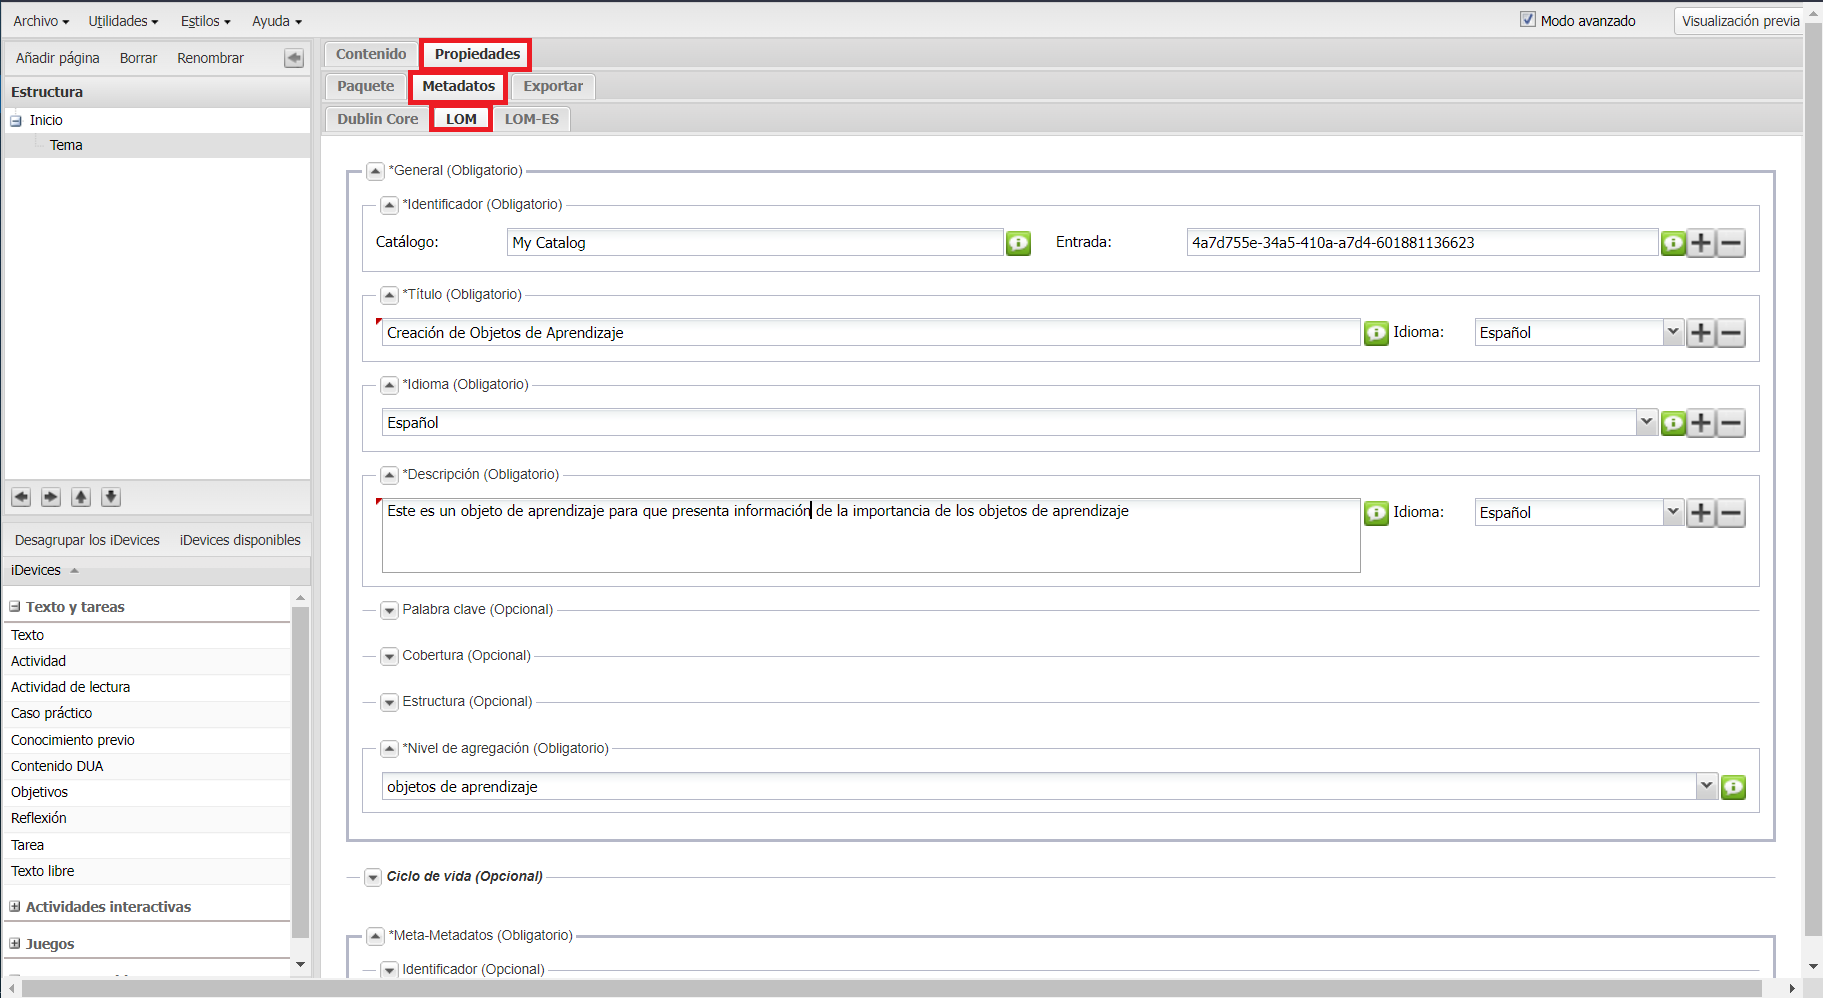 Archivo Utilidades Estilos Ayuda Modo avanzado Visualización previa
Añadir página Borrar Renombrar
Estructura
Inicio
Tema
Desagrupar los iDevices iDevices disponibles
iDevices
Texto y tareas
Texto
Actividad
Actividad de lectura
Caso práctico
Conocimiento previo
Contenido DUA
Objetivos
Reflexión
Tarea
Texto libre
Actividades interactivas
Juegos
Contenido Propiedades
Paquete Metadatos Exportar
Dublin Core LOM LOM-ES
*General (Obligatorio)
*Identificador (Obligatorio)
Catálogo: My Catalog Entrada: 4a7d755e-34a5-410a-a7d4-601881136623
*Título (Obligatorio)
Creación de Objetos de Aprendizaje Idioma: Español
*Idioma (Obligatorio)
Español
*Descripción (Obligatorio)
Este es un objeto de aprendizaje para que presenta información de la importancia de los objetos de aprendizaje Idioma: Español
Palabra clave (Opcional)
Cobertura (Opcional)
Estructura (Opcional)
*Nivel de agregación (Obligatorio)
objetos de aprendizaje
Ciclo de vida (Opcional)
*Meta-Metadatos (Obligatorio)
Identificador (Opcional)